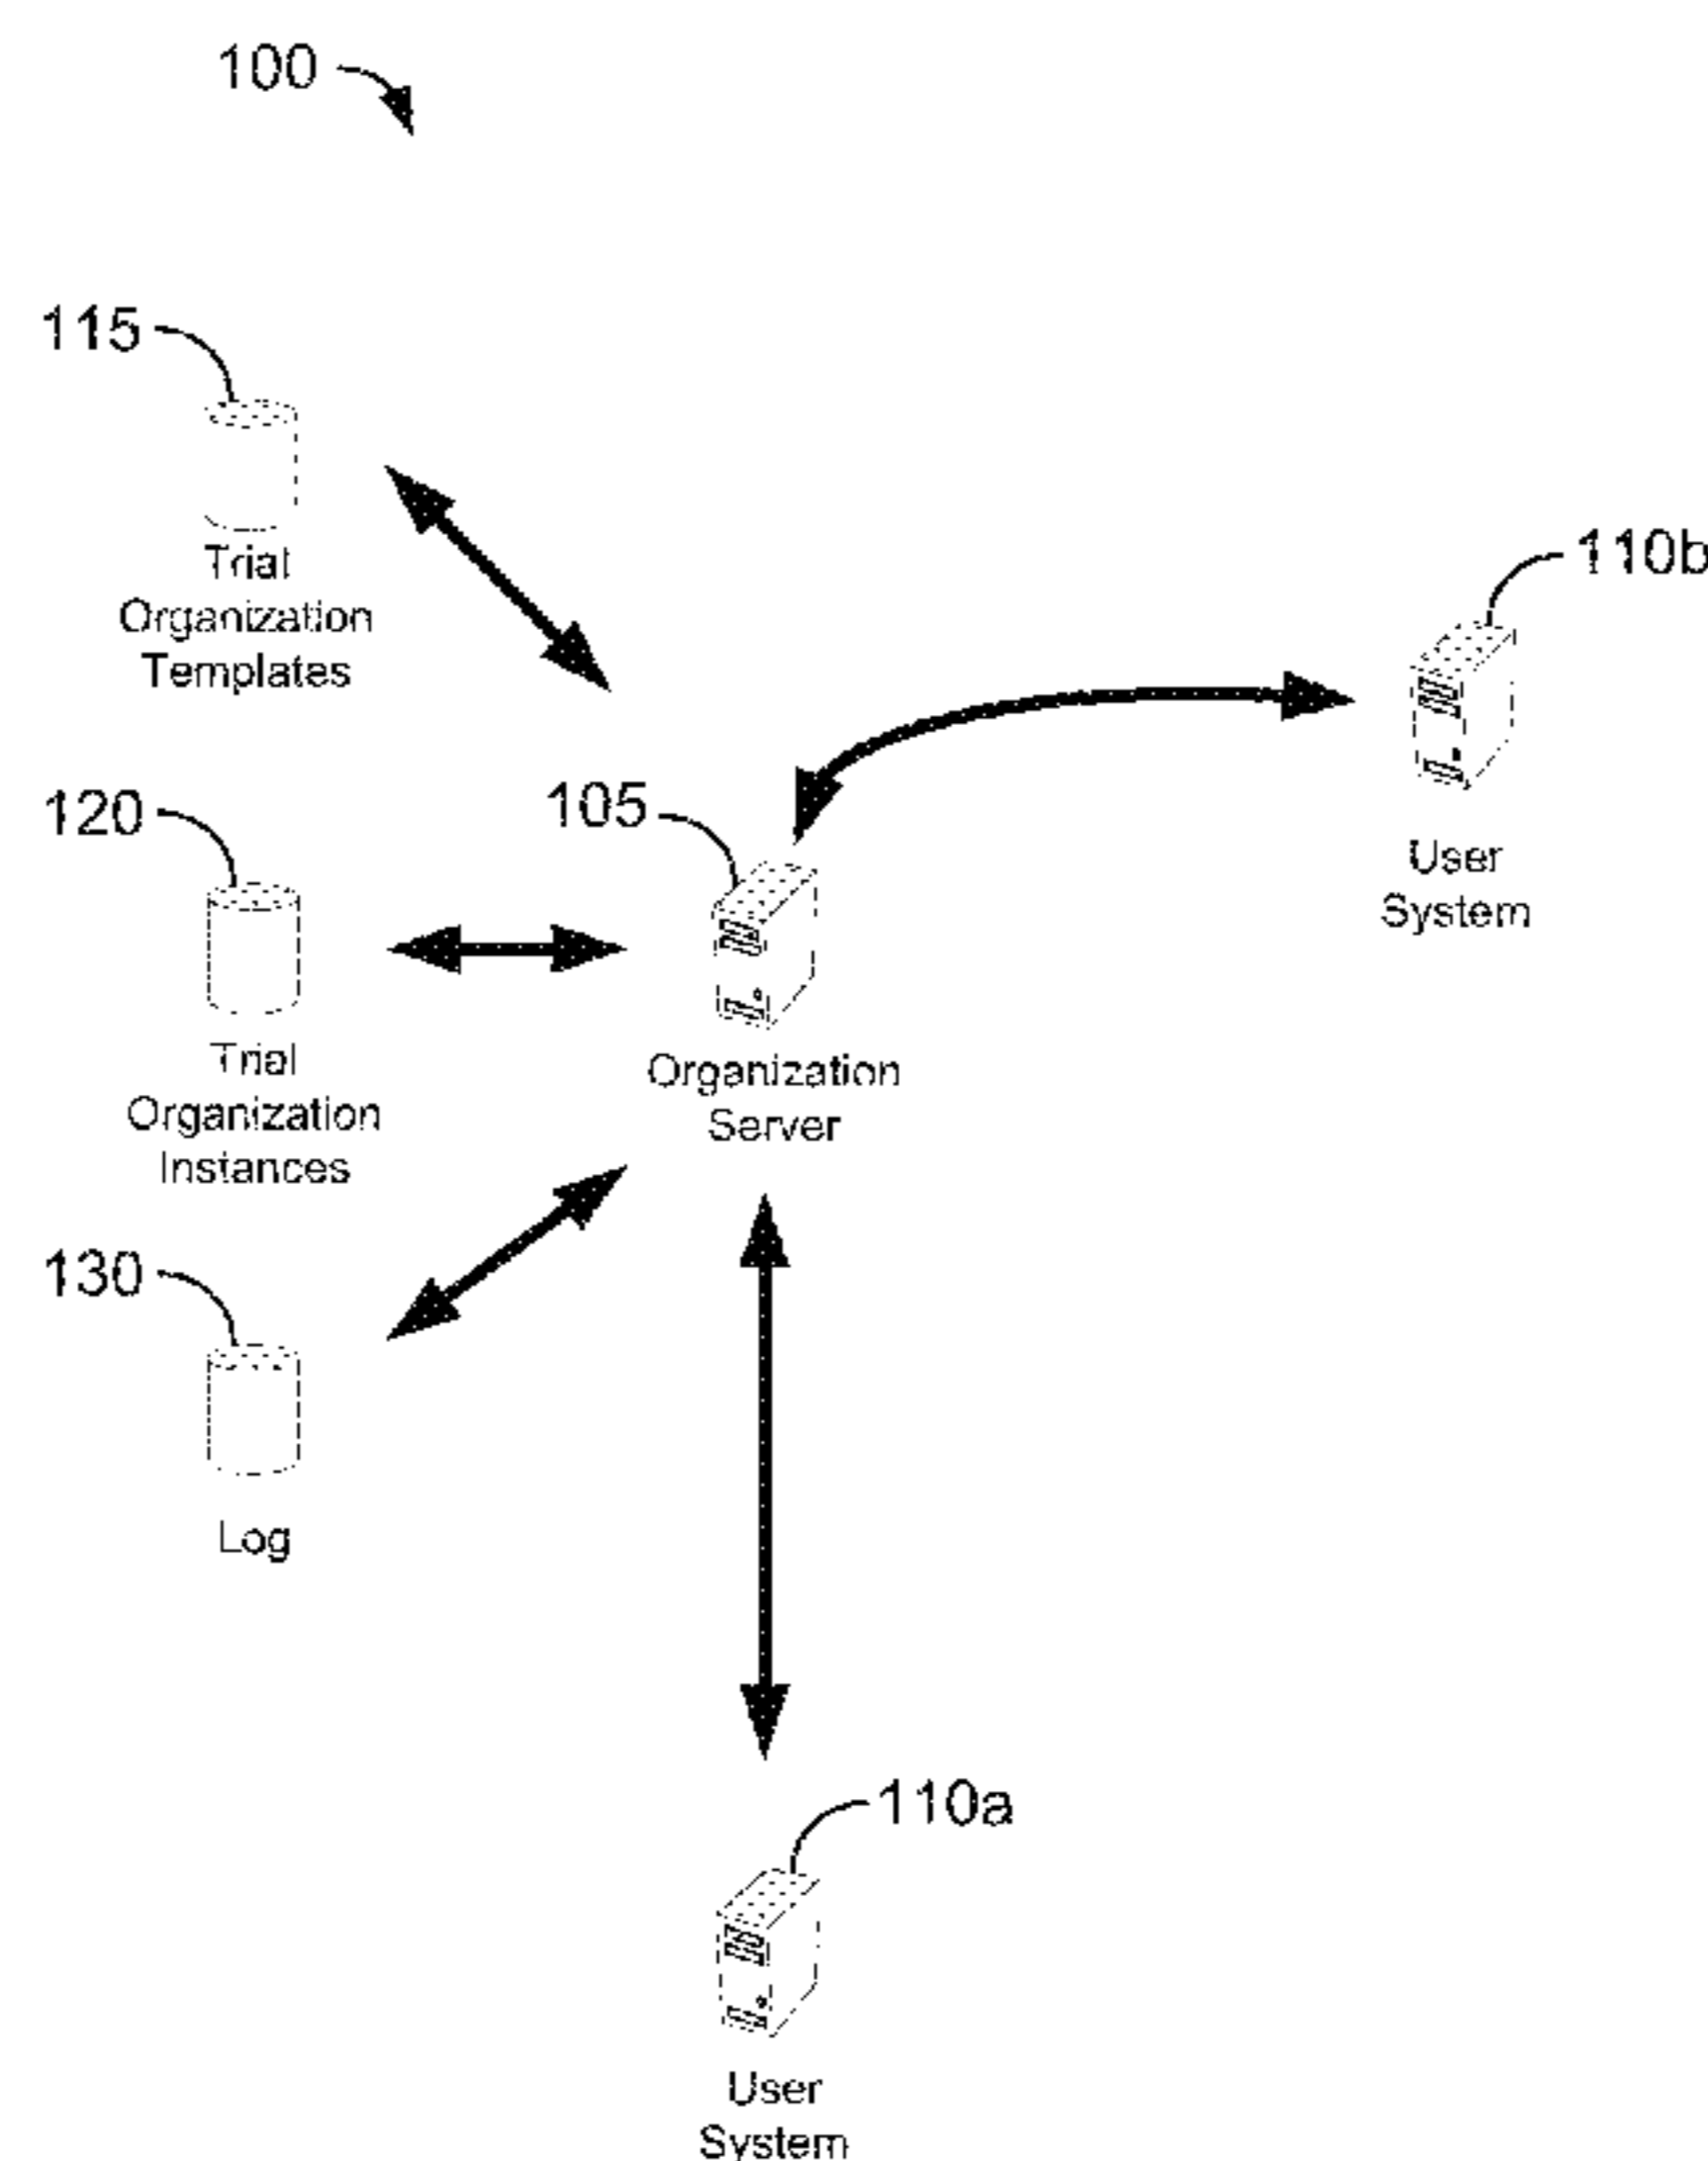 100
115
Trial
Organization
Templates
110b
User
System
120
105
Trial
Organization
Instances
Organization
Server
130
Log
110a
User
System